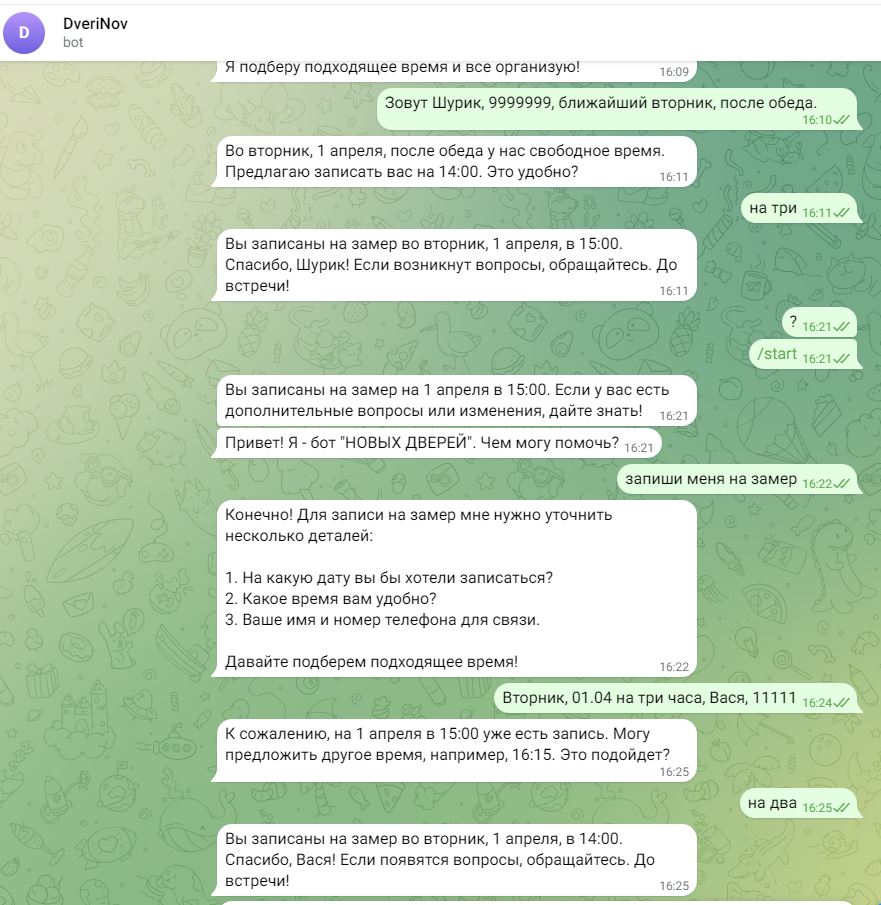 D
DveriNov
bot
Я подберу подходящее время и все организую!
16:09
Зовут Шурик, 9999999, ближайший вторник, после обеда.
16:10
Во вторник, 1 апреля, после обеда у нас свободное время.
Предлагаю записать вас на 14:00. Это удобно?
16:11
на три 16:11
Вы записаны на замер во вторник, 1 апреля, в 15:00.
Спасибо, Шурик! Если возникнут вопросы, обращайтесь. До
встречи!
16:11
? 16:21
/start 16:21
Вы записаны на замер на 1 апреля в 15:00. Если у вас есть
дополнительные вопросы или изменения, дайте знать!
16:21
Привет! Я - бот "НОВЫХ ДВЕРЕЙ". Чем могу помочь? 16:21
запиши меня на замер 16:22
Конечно! Для записи на замер мне нужно уточнить
несколько деталей:
1. На какую дату вы бы хотели записаться?
2. Какое время вам удобно?
3. Ваше имя и номер телефона для связи.
Давайте подберем подходящее время!
16:22
Вторник, 01.04 на три часа, Вася, 11111 16:24
К сожалению, на 1 апреля в 15:00 уже есть запись. Могу
предложить другое время, например, 16:15. Это подойдет?
16:25
на два 16:25
Вы записаны на замер во вторник, 1 апреля, в 14:00.
Спасибо, Вася! Если появятся вопросы, обращайтесь. До
встречи!
16:25